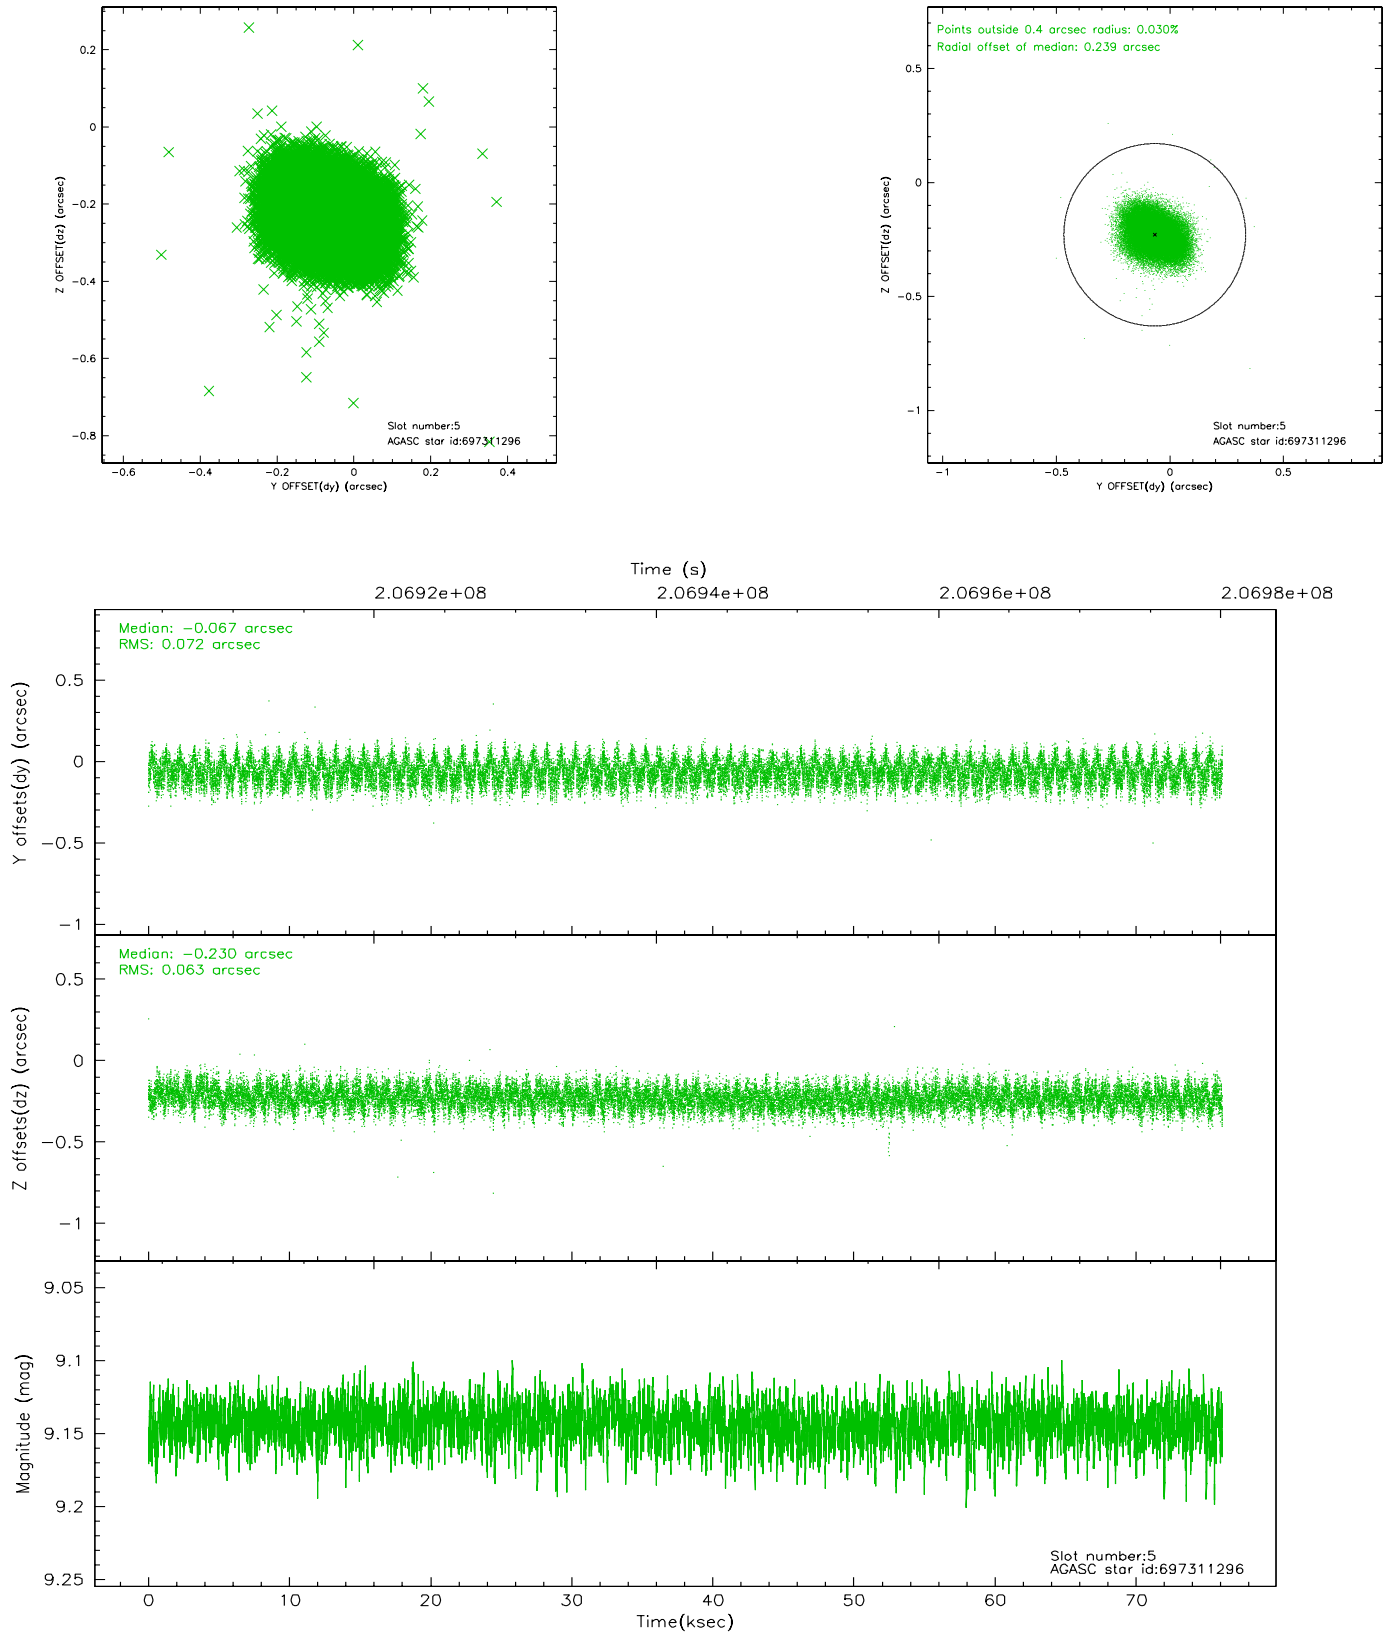 0.2
0
−0.2
−0.4
−0.6
−0.8
Z OFFSET(dz) (arcsec)
−0.6
−0.4
−0.2
0
0.2
0.4
Y OFFSET(dy) (arcsec)
Slot number:5
AGASC star id:697311296
Points outside 0.4 arcsec radius: 0.030%
Radial offset of median: 0.239 arcsec
0.5
0
−0.5
−1
Z OFFSET(dz) (arcsec)
−1
−0.5
0
0.5
Y OFFSET(dy) (arcsec)
Slot number:5
AGASC star id:697311296
Time (s)
2.0692e+08
2.0694e+08
2.0696e+08
2.0698e+08
Median: −0.067 arcsec
RMS: 0.072 arcsec
0.5
0
−0.5
−1
Y offsets(dy) (arcsec)
Median: −0.230 arcsec
RMS: 0.063 arcsec
0.5
0
−0.5
−1
Z offsets(dz) (arcsec)
9.05
9.1
9.15
9.2
9.25
Magnitude (mag)
Slot number:5
AGASC star id:697311296
0
10
20
30
40
50
60
70
Time(ksec)